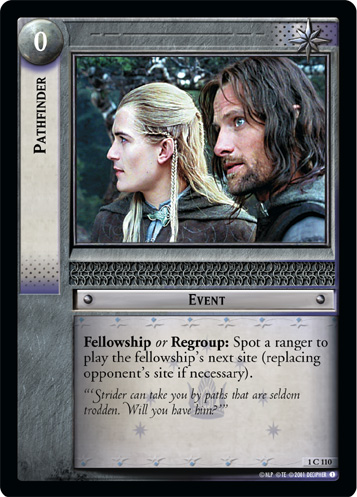 0
PATHFINDER
EVENT
Fellowship or Regroup: Spot a ranger to
play the fellowship's next site (replacing
opponent's site if necessary).
"'Strider can take you by paths that are seldom
trodden. Will you have him?'"
1 C 110
©NLP ©TE ©2001 DECIPHER